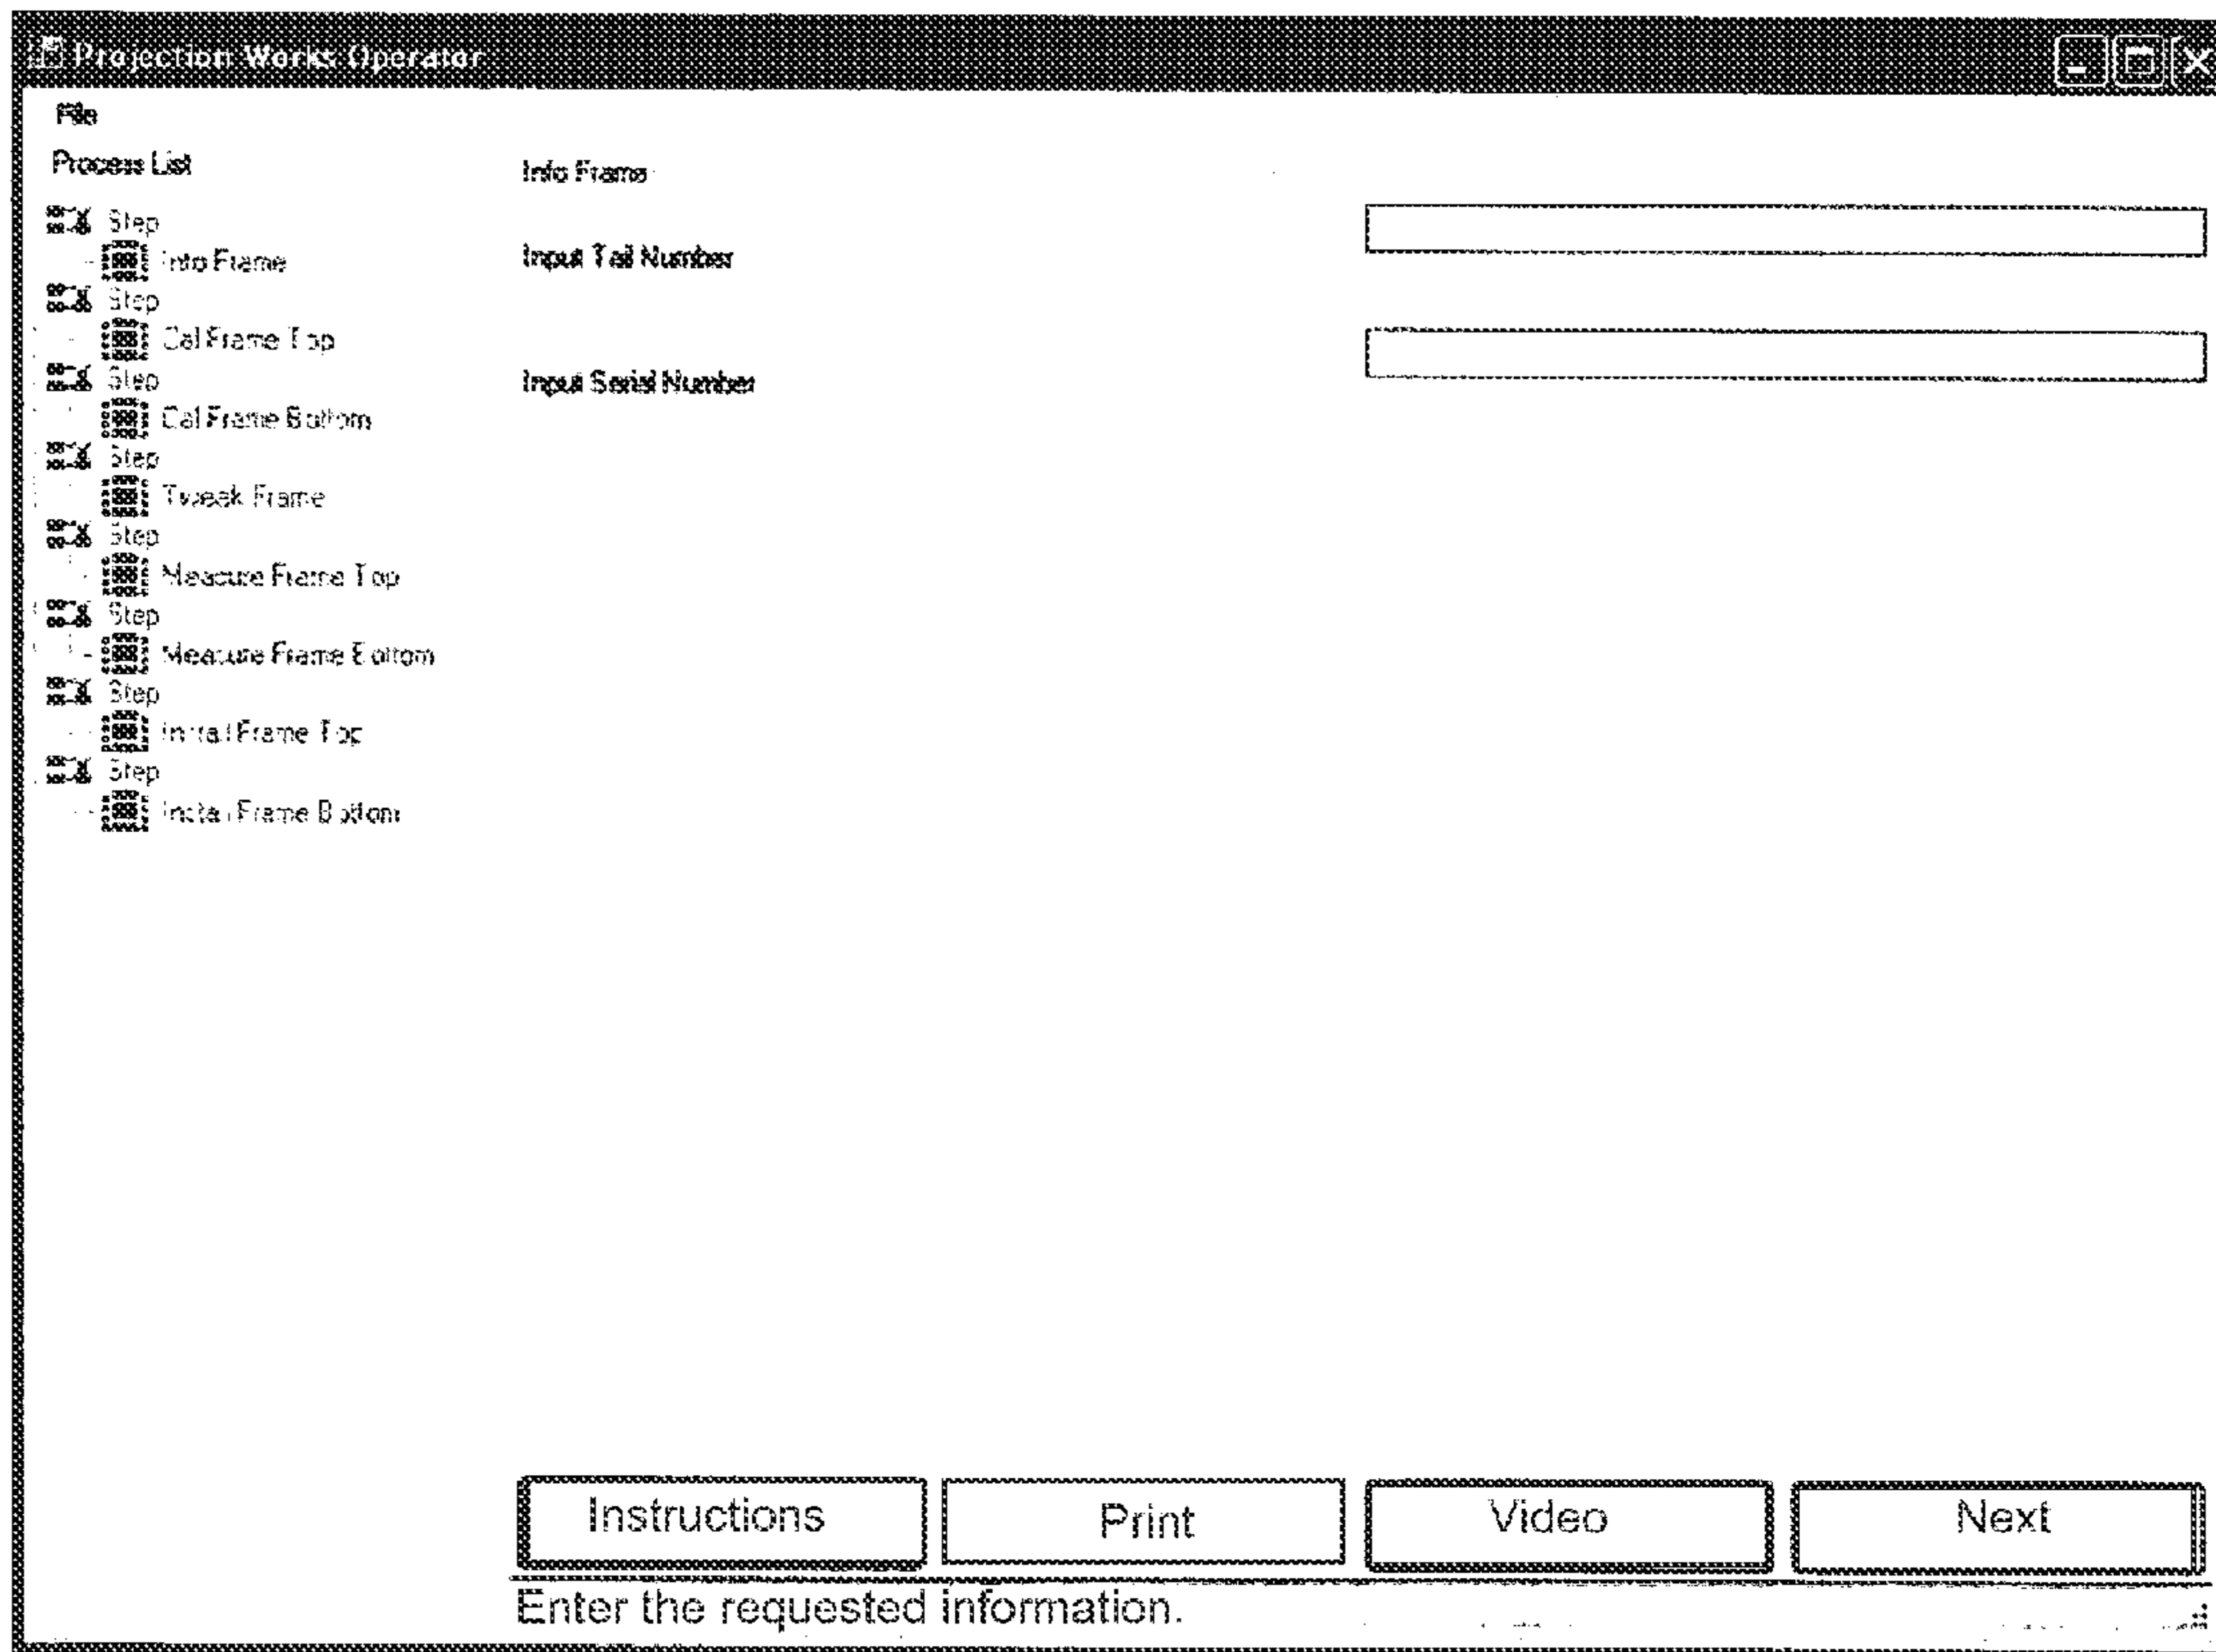 Projection Works Operator
File
Process List
Step
Info Frame
Step
Cal Frame Top
Step
Cal Frame Bottom
Step
Tweak Frame
Step
Measure Frame Top
Step
Measure Frame Bottom
Step
Install Frame Top
Step
Install Frame Bottom
Info Frame
Input Tail Number
Input Serial Number
Instructions Print Video Next
Enter the requested information.